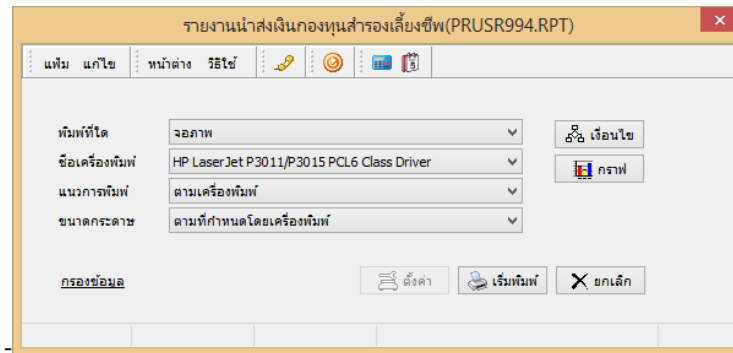 รายงานนำส่งเงินกองทุนสำรองเลี้ยงชีพ(PRUSR994.RPT)
แฟ้ม แก้ไข หน้าต่าง วิธีใช้
พิมพ์ที่ใด จอภาพ เงื่อนไข
ชื่อเครื่องพิมพ์ HP LaserJet P3011/P3015 PCL6 Class Driver กราฟ
แนวการพิมพ์ ตามเครื่องพิมพ์
ขนาดกระดาษ ตามที่กำหนดโดยเครื่องพิมพ์
กรองข้อมูล ตั้งค่า เริ่มพิมพ์ ยกเลิก